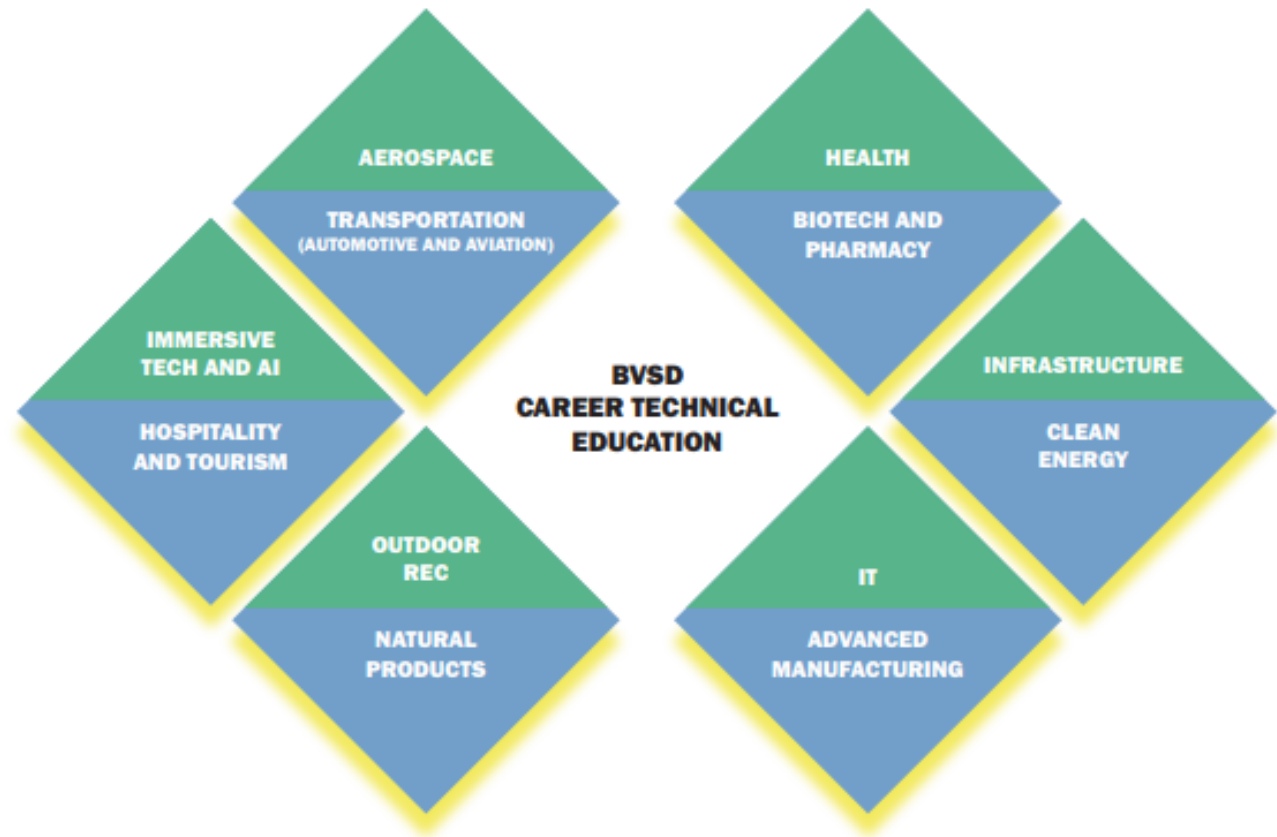 AEROSPACE
TRANSPORTATION
(AUTOMOTIVE AND AVIATION)
HEALTH
BIOTECH AND
PHARMACY
IMMERSIVE
TECH AND AI
HOSPITALITY
AND TOURISM
BVSD
CAREER TECHNICAL
EDUCATION
INFRASTRUCTURE
CLEAN
ENERGY
OUTDOOR
REC
NATURAL
PRODUCTS
IT
ADVANCED
MANUFACTURING